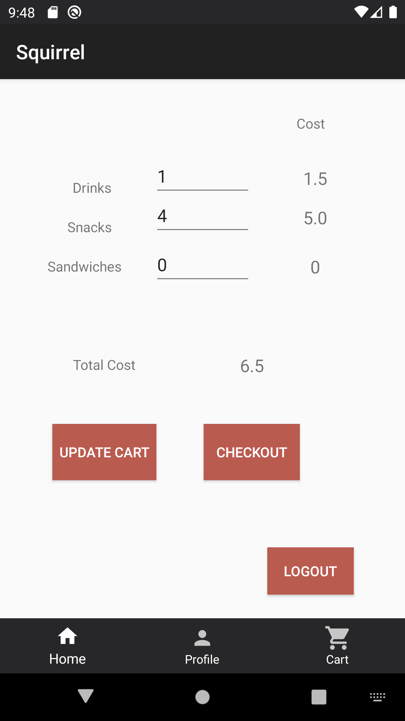 9:48
Squirrel
Cost
Drinks 1 1.5
Snacks 4 5.0
Sandwiches 0 0
Total Cost 6.5
UPDATE CART CHECKOUT
LOGOUT
Home Profile Cart